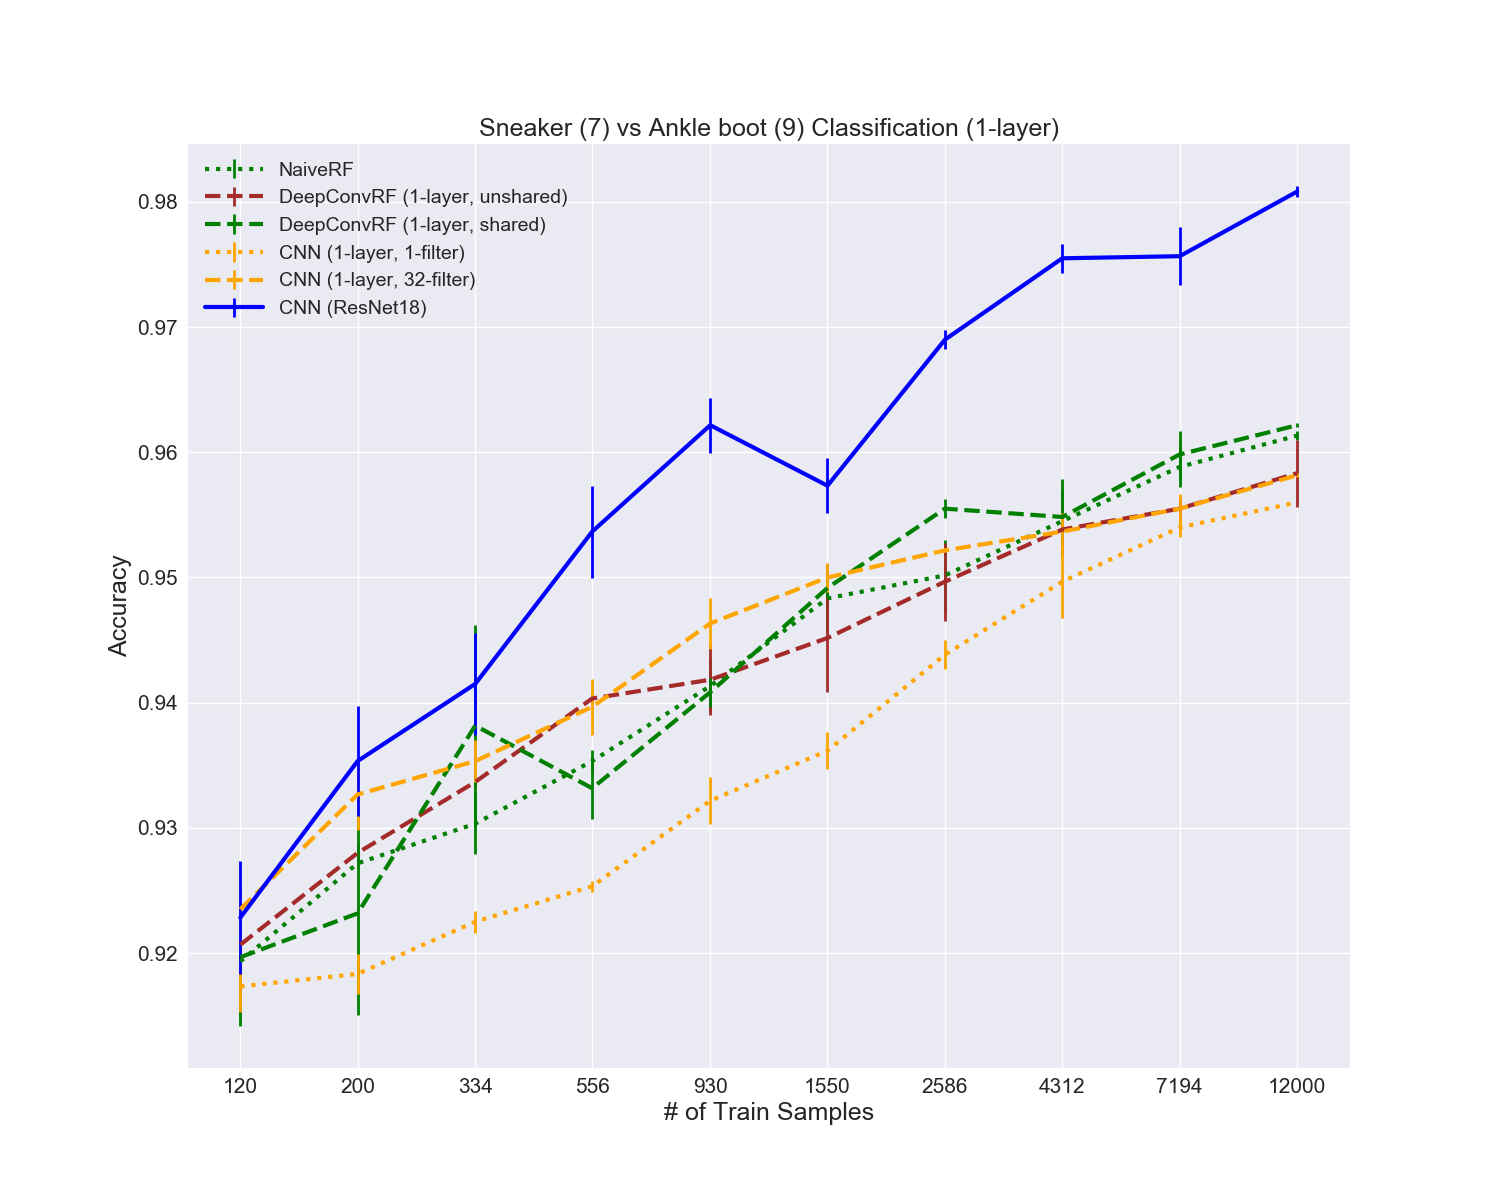 Sneaker (7) vs Ankle boot (9) Classification (1-layer)
NaiveRF
DeepConvRF (1-layer, unshared)
DeepConvRF (1-layer, shared)
CNN (1-layer, 1-filter)
CNN (1-layer, 32-filter)
CNN (ResNet18)
Accuracy
0.98
0.97
0.96
0.95
0.94
0.93
0.92
120 200 334 556 930 1550 2586 4312 7194 12000
# of Train Samples